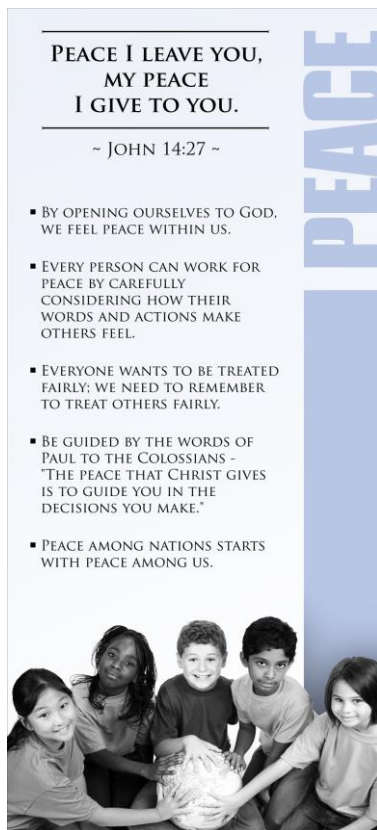 PEACE I LEAVE YOU,
MY PEACE
I GIVE TO YOU.
~ JOHN 14:27 ~
▪ BY OPENING OURSELVES TO GOD,
WE FEEL PEACE WITHIN US.
▪ EVERY PERSON CAN WORK FOR
PEACE BY CAREFULLY
CONSIDERING HOW THEIR
WORDS AND ACTIONS MAKE
OTHERS FEEL.
▪ EVERYONE WANTS TO BE TREATED
FAIRLY; WE NEED TO REMEMBER
TO TREAT OTHERS FAIRLY.
▪ BE GUIDED BY THE WORDS OF
PAUL TO THE COLOSSIANS -
"THE PEACE THAT CHRIST GIVES
IS TO GUIDE YOU IN THE
DECISIONS YOU MAKE."
▪ PEACE AMONG NATIONS STARTS
WITH PEACE AMONG US.
PEACE